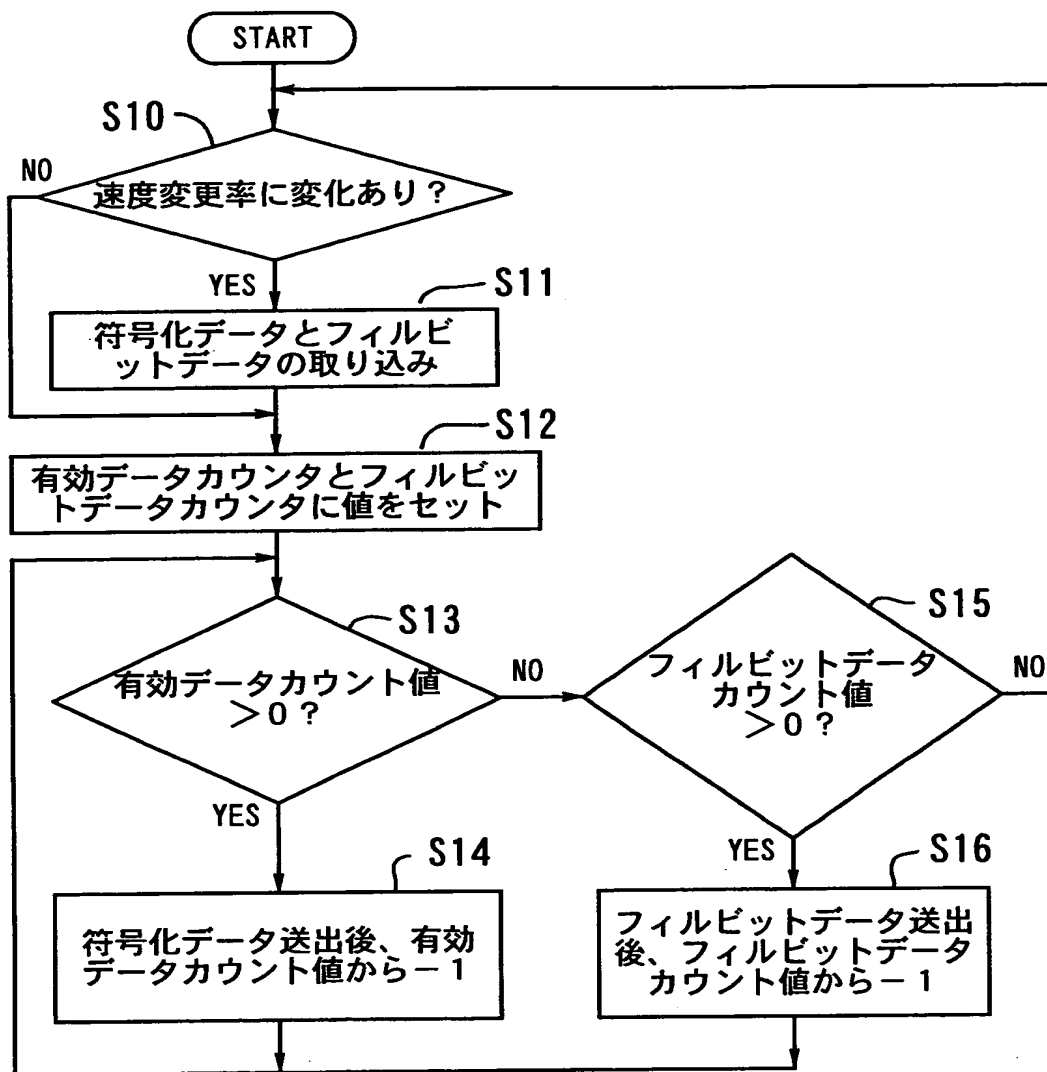 START
S10
NO
速度変更率に変化あり？
YES
S11
符号化データとフィルビ
ットデータの取り込み
S12
有効データカウンタとフィルビッ
トデータカウンタに値をセット
S13
有効データカウント値
＞０？
NO
YES
S15
フィルビットデータ
カウント値
＞０？
NO
YES
S14
符号化データ送出後、有効
データカウント値から－１
S16
フィルビットデータ送出
後、フィルビットデータ
カウント値から－１